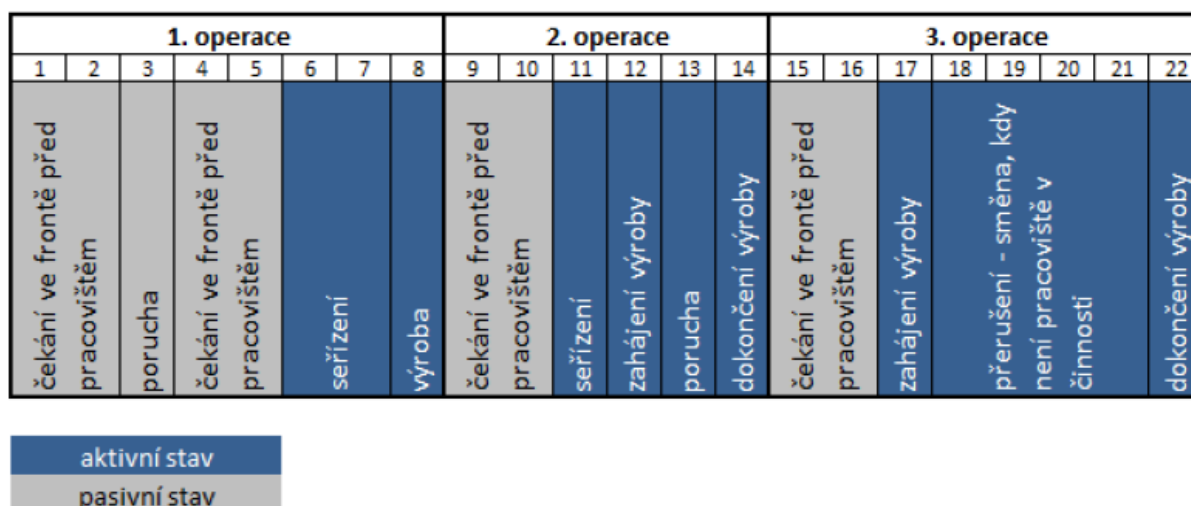 1. operace 2. operace 3. operace
1 2 3 4 5 6 7 8 9 10 11 12 13 14 15 16 17 18 19 20 21 22
čekání ve frontě před
pracovištěm
porucha
čekání ve frontě před
pracovištěm
seřízení
výroba
čekání ve frontě před
pracovištěm
seřízení
zahájení výroby
porucha
dokončení výroby
čekání ve frontě před
pracovištěm
zahájení výroby
přerušení - směna, kdy
není pracoviště v
činnosti
dokončení výroby
aktivní stav
pasivní stav